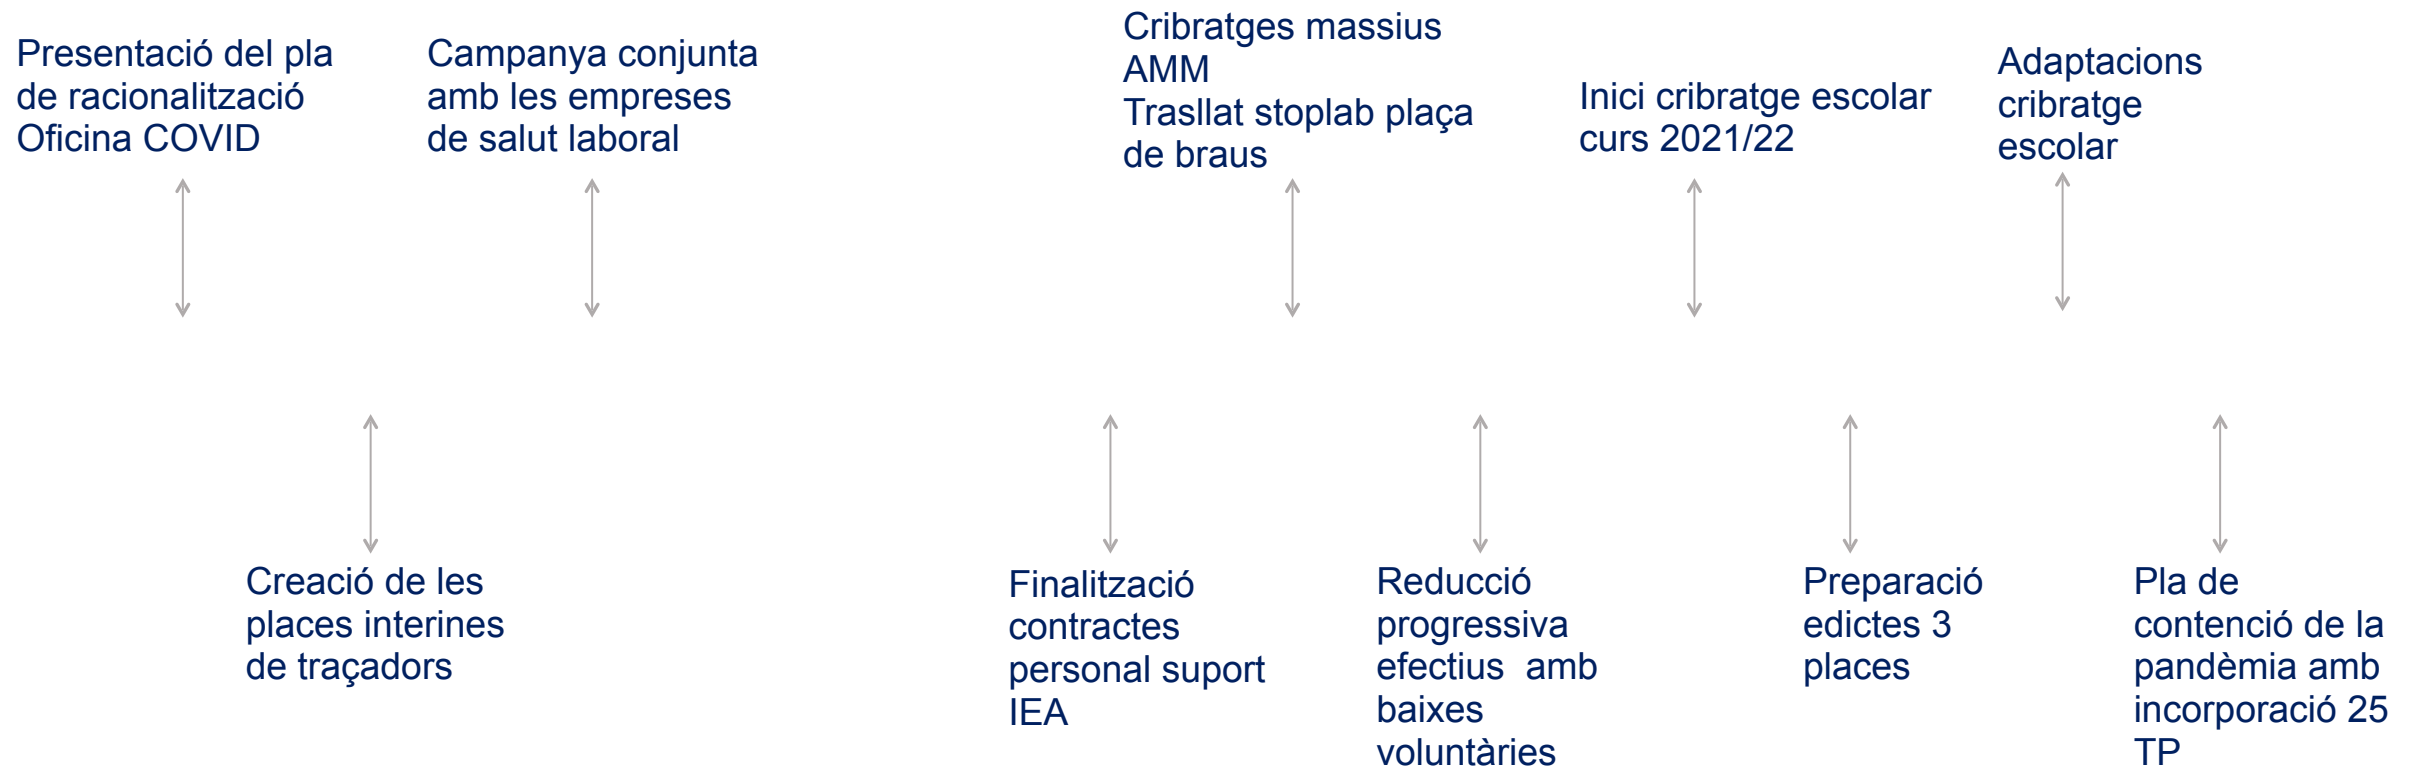 Presentació del pla
de racionalització
Oficina COVID
Campanya conjunta
amb les empreses
de salut laboral
Cribratges massius
AMM
Trasllat stoplab plaça
de braus
Inici cribratge escolar
curs 2021/22
Adaptacions
cribratge
escolar
Creació de les
places interines
de traçadors
Finalització
contractes
personal suport
IEA
Reducció
progressiva
efectius  amb
baixes
voluntàries
Preparació
edictes 3
places
Pla de
contenció de la
pandèmia amb
incorporació 25
TP